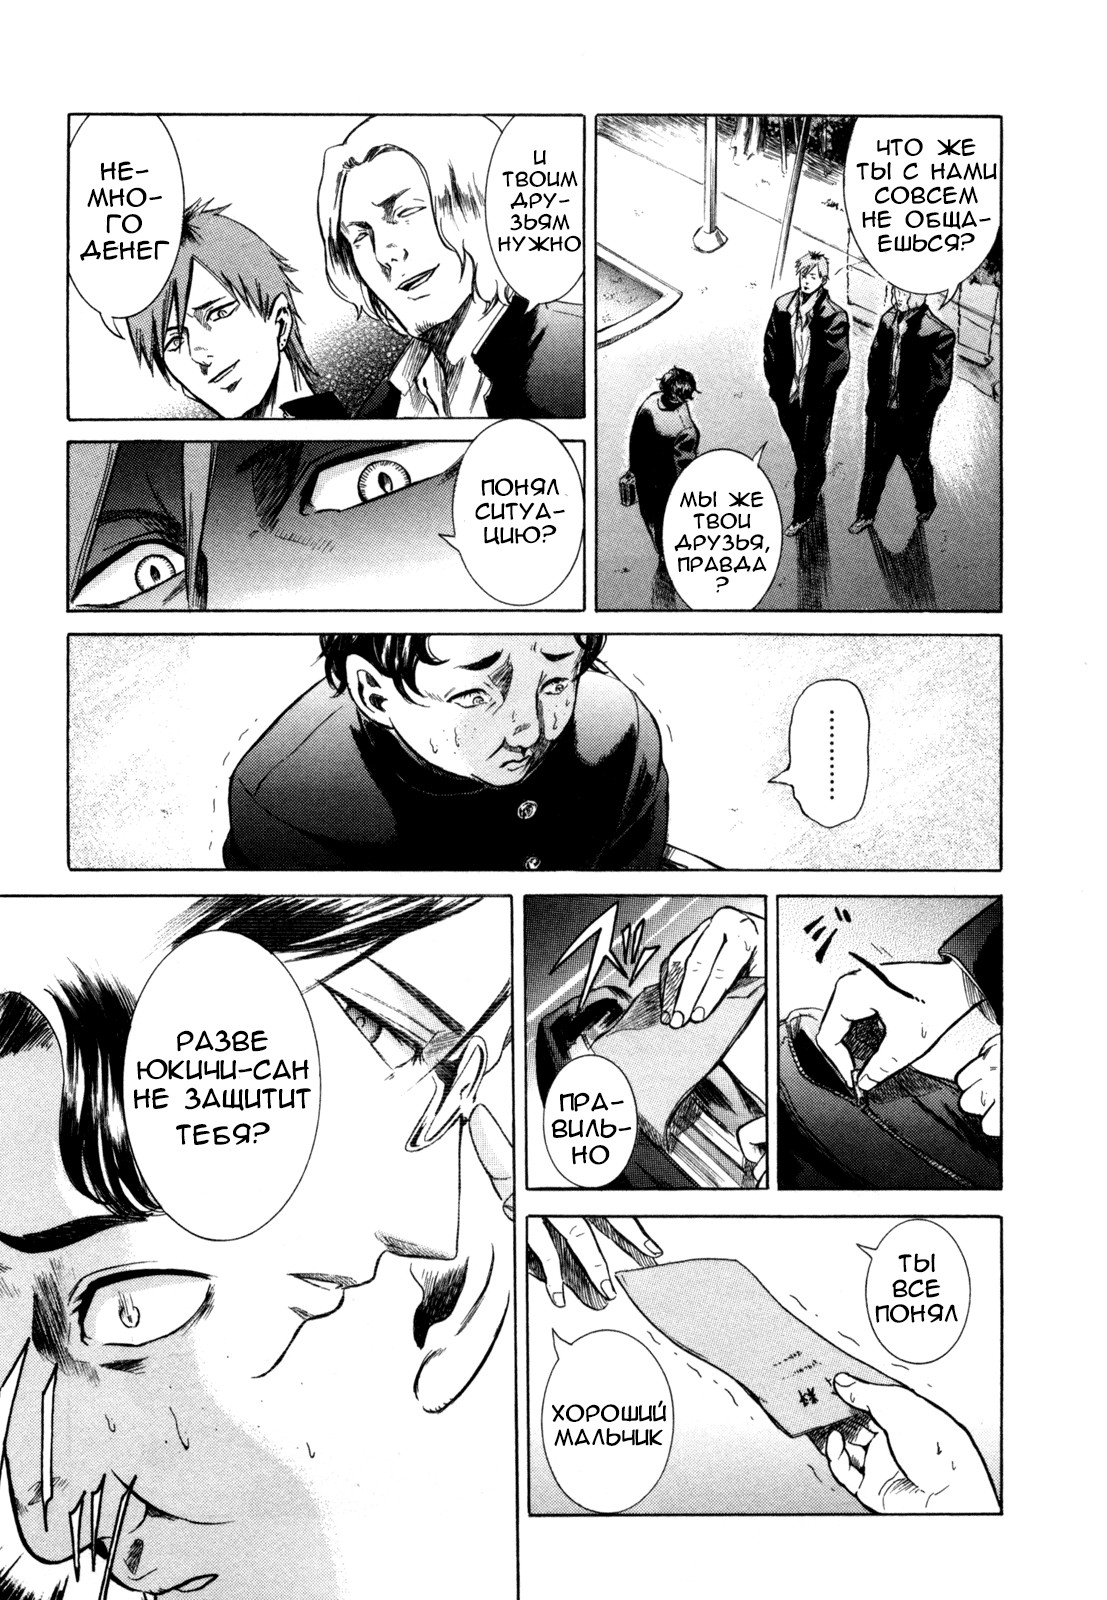 ЧТО ЖЕ
ТЫ С НАМИ
СОВСЕМ
НЕ ОБЩА-
ЕШЬСЯ?
МЫ ЖЕ
ТВОИ
ДРУЗЬЯ,
ПРАВДА
?
И
ТВОИМ
ДРУ-
ЗЬЯМ
НУЖНО
НЕ-
МНО-
ГО
ДЕНЕГ
ПОНЯЛ
СИТУА-
ЦИЮ?
..........
ПРА-
ВИЛЬ-
НО
ТЫ
ВСЕ
ПОНЯЛ
ХОРОШИЙ
МАЛЬЧИК
РАЗВЕ
ЮКИЧИ-САН
НЕ ЗАЩИТИТ
ТЕБЯ?